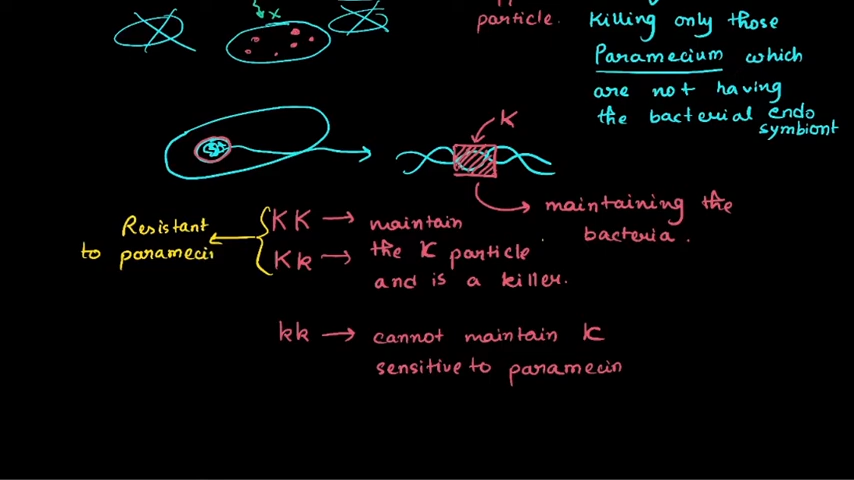 particle.
killing only those
Paramecium which
are not having
the bacterial endo
symbiont
x
K
maintaining the
bacteria.
Resistant
to paramecin
KK → maintain
Kk → the K particle
and is a killer.
kk → cannot maintain K
sensitive to paramecin